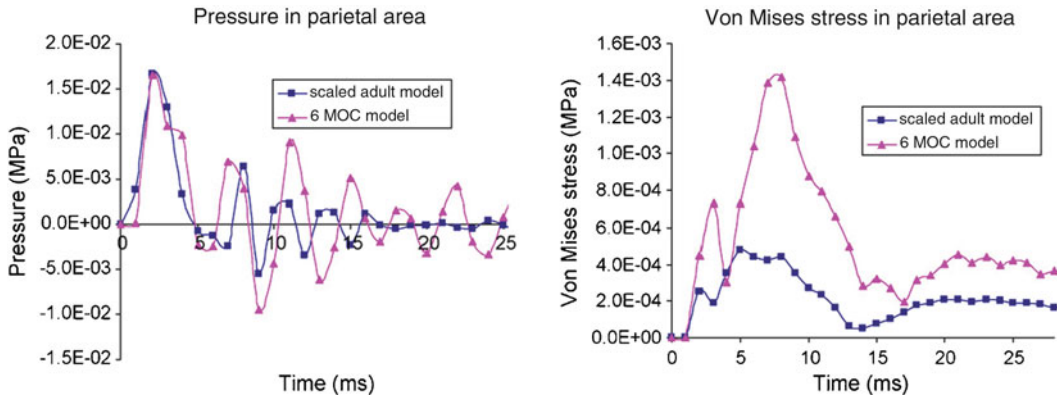 Pressure in parietal area
2.0E-02
1.5E-02
1.0E-02
5.0E-03
0.0E+00
-5.0E-03
-1.0E-02
-1.5E-02
Pressure (MPa)
scaled adult model
6 MOC model
0 5 10 15 20 25
Time (ms)
Von Mises stress in parietal area
1.6E-03
1.4E-03
1.2E-03
1.0E-03
8.0E-04
6.0E-04
4.0E-04
2.0E-04
0.0E+00
Von Mises stress (MPa)
scaled adult model
6 MOC model
0 5 10 15 20 25
Time (ms)